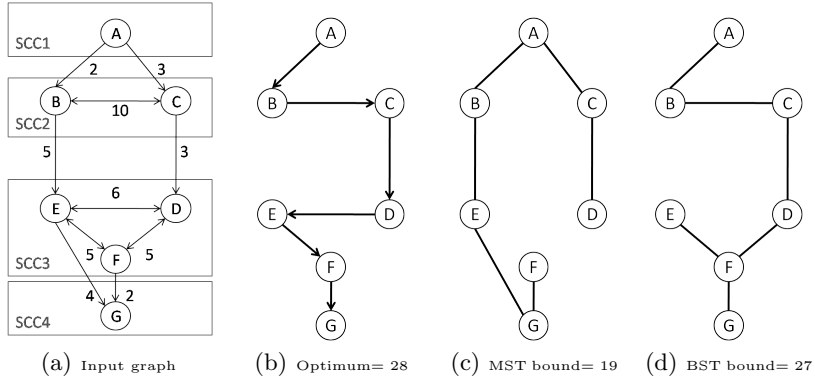 SCC1
A
2
3
SCC2
B
C
10
5
3
SCC3
6
E
D
5
5
F
4
2
SCC4
G
(a) Input graph
A
B
C
E
D
F
G
(b) Optimum= 28
A
B
C
E
D
F
G
(c) MST bound= 19
A
B
C
E
D
F
G
(d) BST bound= 27